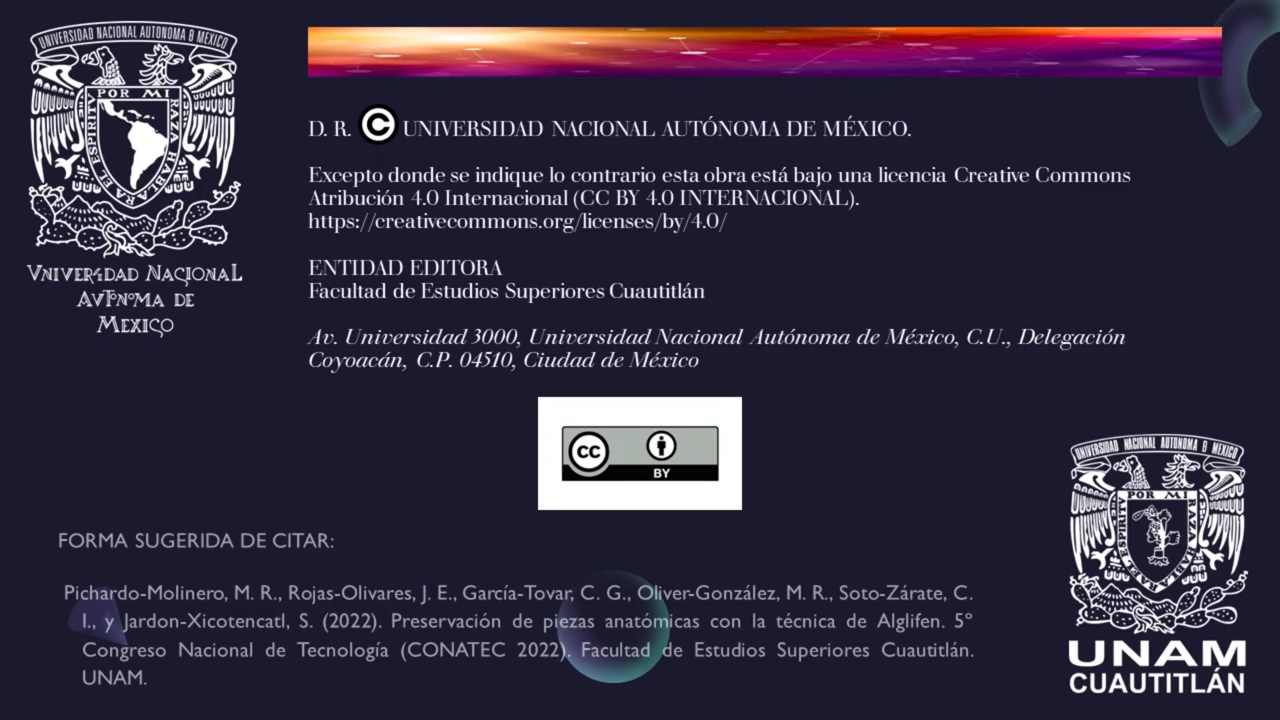 UNIVERSIDAD NACIONAL AUTONOMA DE MEXICO
POR MI
RAZA HABLARA EL ESPIRITU
VNIVERSDAD NACIONAL
AVTNOMA DE
MEXICO
D. R. © UNIVERSIDAD NACIONAL AUTÓNOMA DE MÉXICO.
Excepto donde se indique lo contrario esta obra está bajo una licencia Creative Commons
Atribución 4.0 Internacional (CC BY 4.0 INTERNACIONAL).
https://creativecommons.org/licenses/by/4.0/
ENTIDAD EDITORA
Facultad de Estudios Superiores Cuautitlán
Av. Universidad 3000, Universidad Nacional Autónoma de México, C.U., Delegación
Coyoacán, C.P. 04510, Ciudad de México
CC
BY
FORMA SUGERIDA DE CITAR:
Pichardo-Molinero, M. R., Rojas-Olivares, J. E., García-Tovar, C. G., Oliver-González, M. R., Soto-Zárate, C.
I., y Jardon-Xicotencatl, S. (2022). Preservación de piezas anatómicas con la técnica de Alglifen. 5º
Congreso Nacional de Tecnología (CONATEC 2022). Facultad de Estudios Superiores Cuautitlán.
UNAM.
UNIVERSIDAD NACIONAL AUTONOMA DE MEXICO
POR MI
RAZA HABLARA EL ESPIRITU
UNAM
CUAUTITLÁN